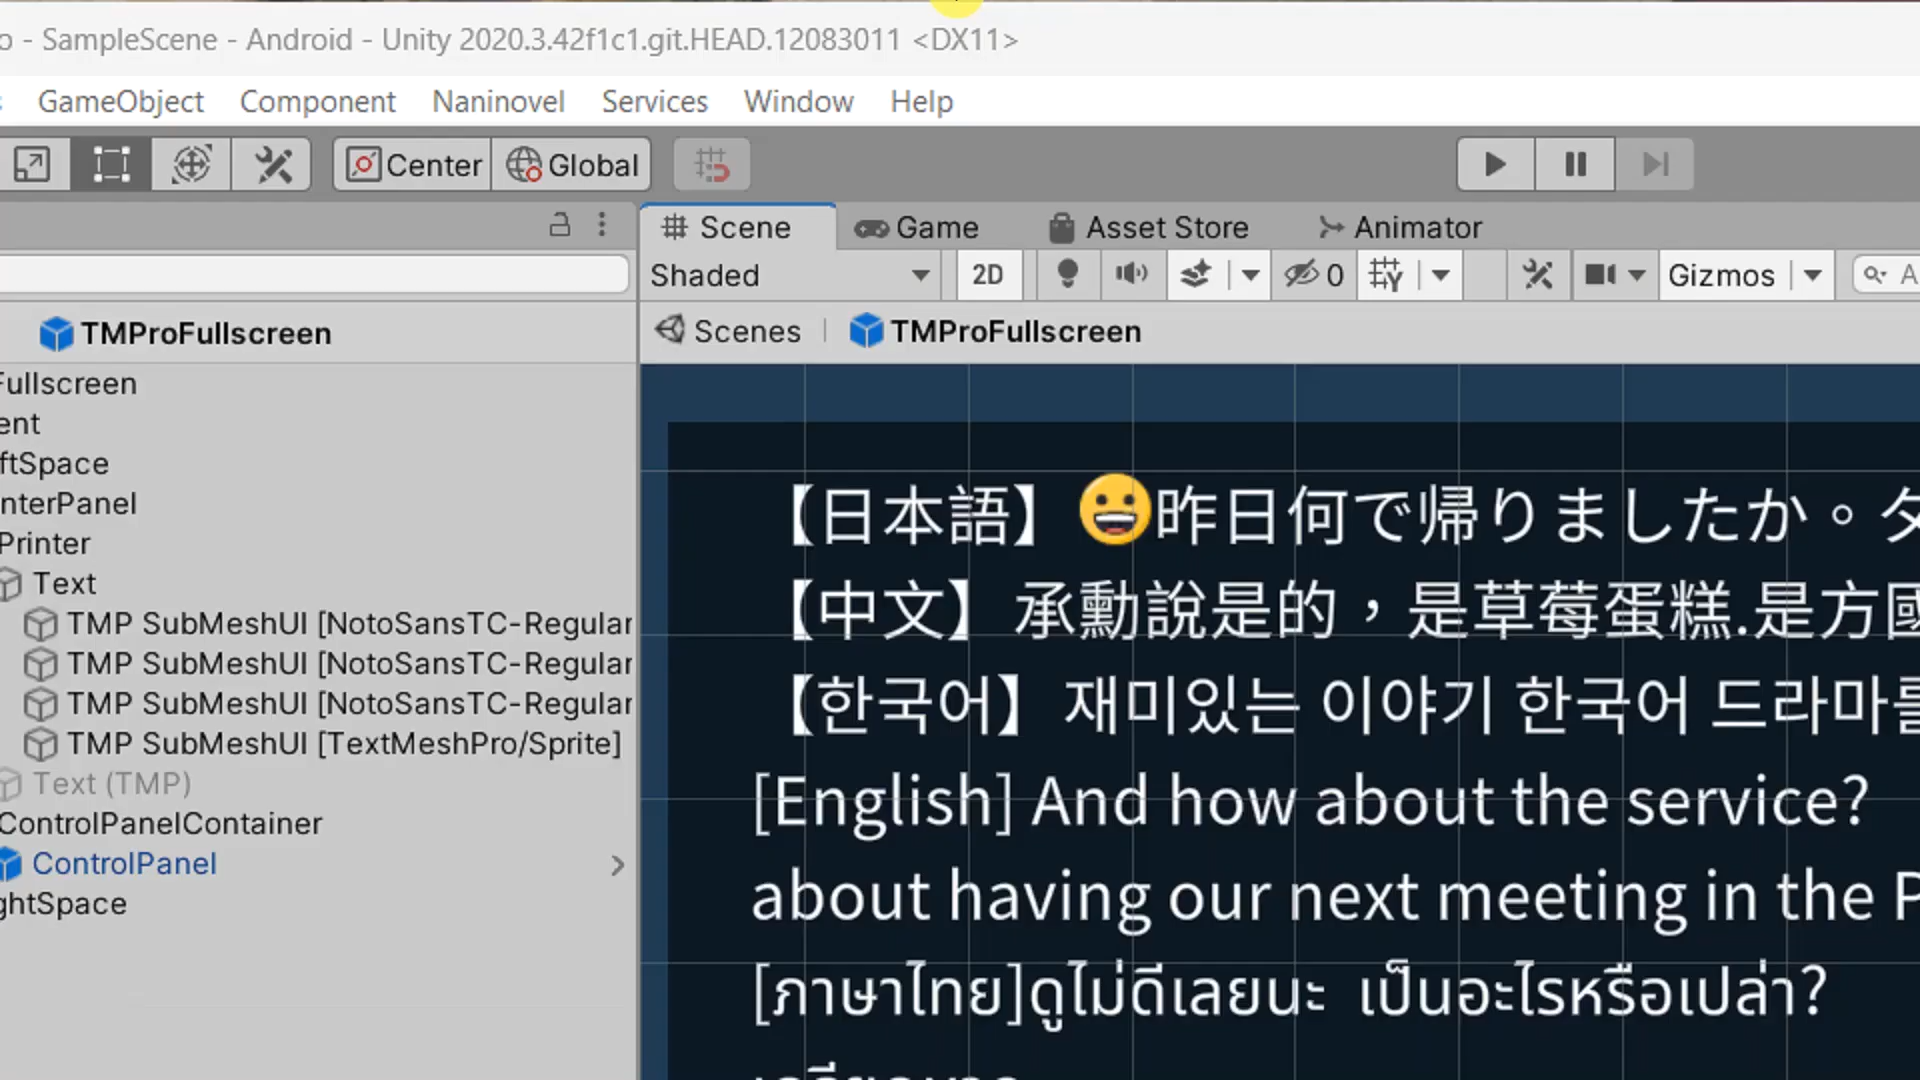 o - SampleScene - Android - Unity 2020.3.42f1c1.git.HEAD.12083011 <DX11>
GameObject Component Naninovel Services Window Help
Center Global
Scene Game Asset Store Animator
Shaded 2D 0 Gizmos A
TMProFullscreen
Scenes TMProFullscreen
Fullscreen
ent
ftSpace
nterPanel
Printer
Text
TMP SubMeshUI [NotoSansTC-Regular
TMP SubMeshUI [NotoSansTC-Regular
TMP SubMeshUI [NotoSansTC-Regular
TMP SubMeshUI [TextMeshPro/Sprite]
Text (TMP)
ControlPanelContainer
ControlPanel
ghtSpace
【日本語】😀昨日何で帰りましたか。タ
【中文】承勳說是的，是草莓蛋糕.是方國
【한국어】재미있는 이야기 한국어 드라마를
[English] And how about the service?
about having our next meeting in the P
[ภาษาไทย]ดูไม่ดีเลยนะ เป็นอะไรหรือเปล่า?